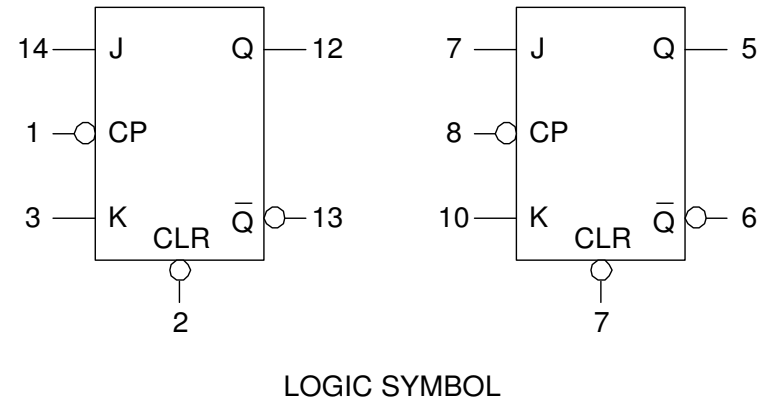 14 J Q 12 7 J Q 5
1 CP 8 CP
3 K Q̅ 13 10 K Q̅ 6
CLR CLR
2 7
LOGIC SYMBOL